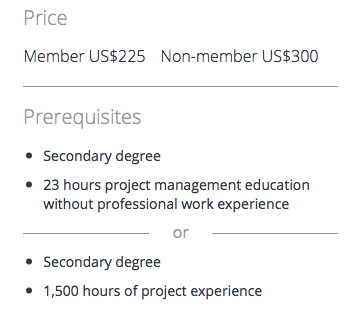 Price
Member US$225 Non-member US$300
Prerequisites
Secondary degree
23 hours project management education
without professional work experience
or
Secondary degree
1,500 hours of project experience